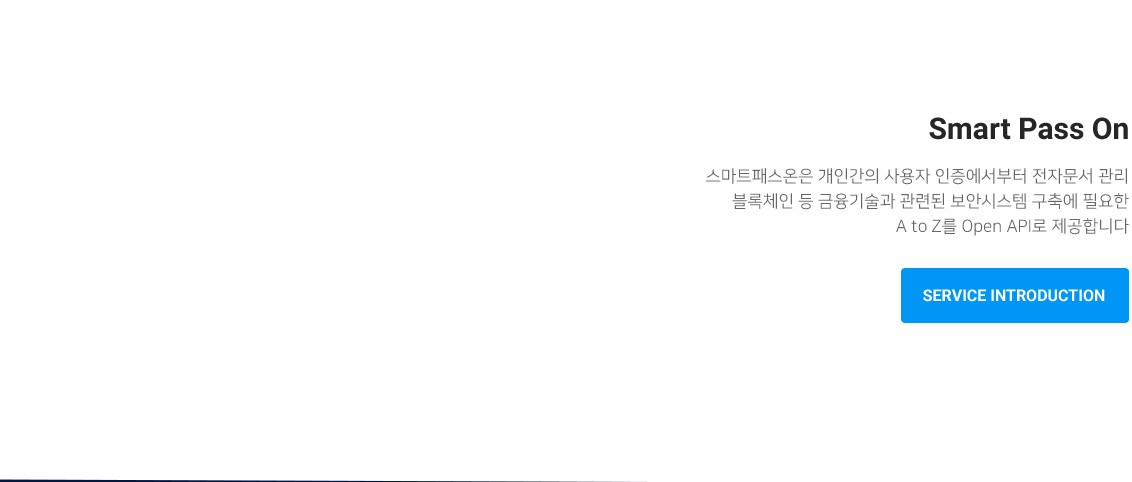 Smart Pass On
스마트패스온은 개인간의 사용자 인증에서부터 전자문서 관리
블록체인 등 금융기술과 관련된 보안시스템 구축에 필요한
A to Z를 Open API로 제공합니다
SERVICE INTRODUCTION